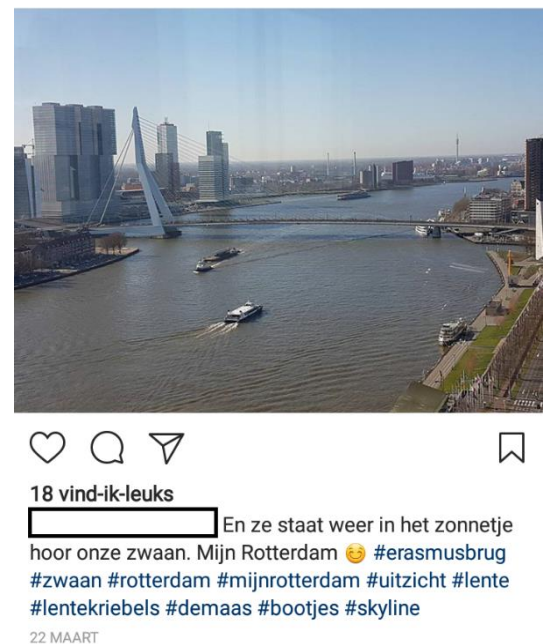 18 vind-ik-leuks
En ze staat weer in het zonnetje
hoor onze zwaan. Mijn Rotterdam 😊 #erasmusbrug
#zwaan #rotterdam #mijnrotterdam #uitzicht #lente
#lentekriebels #demaas #bootjes #skyline
22 MAART